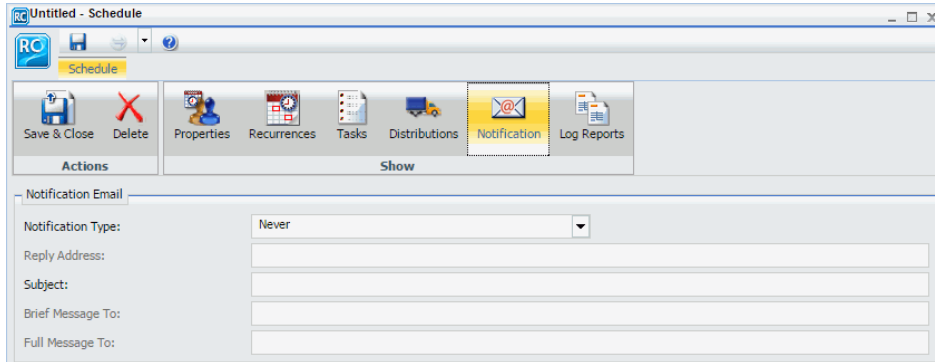 RC Untitled - Schedule
RC
Schedule
Save & Close Delete Properties Recurrences Tasks Distributions Notification Log Reports
Actions Show
Notification Email
Notification Type: Never
Reply Address:
Subject:
Brief Message To:
Full Message To: